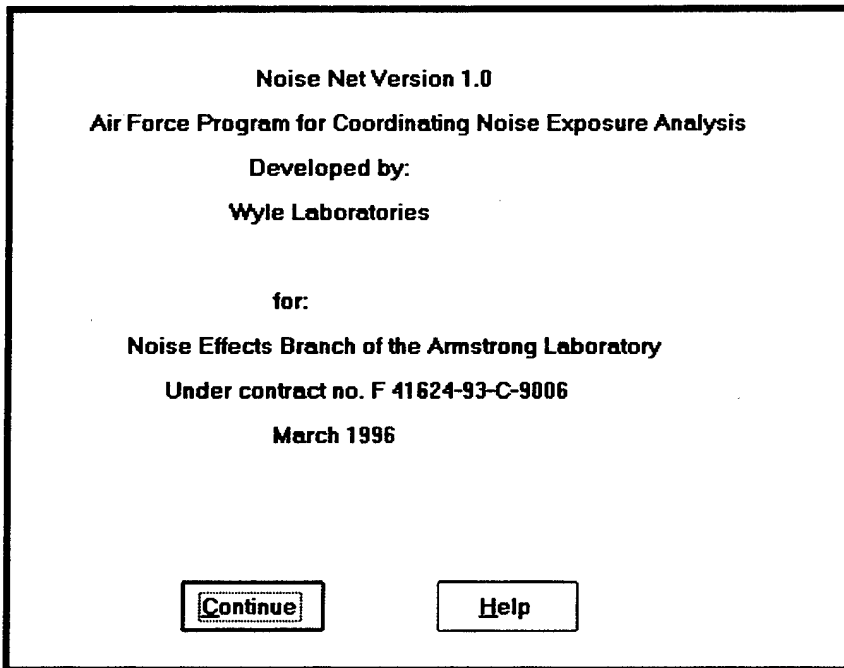 Noise Net Version 1.0
Air Force Program for Coordinating Noise Exposure Analysis
Developed by:
Wyle Laboratories
for:
Noise Effects Branch of the Armstrong Laboratory
Under contract no. F 41624-93-C-9006
March 1996
Continue Help